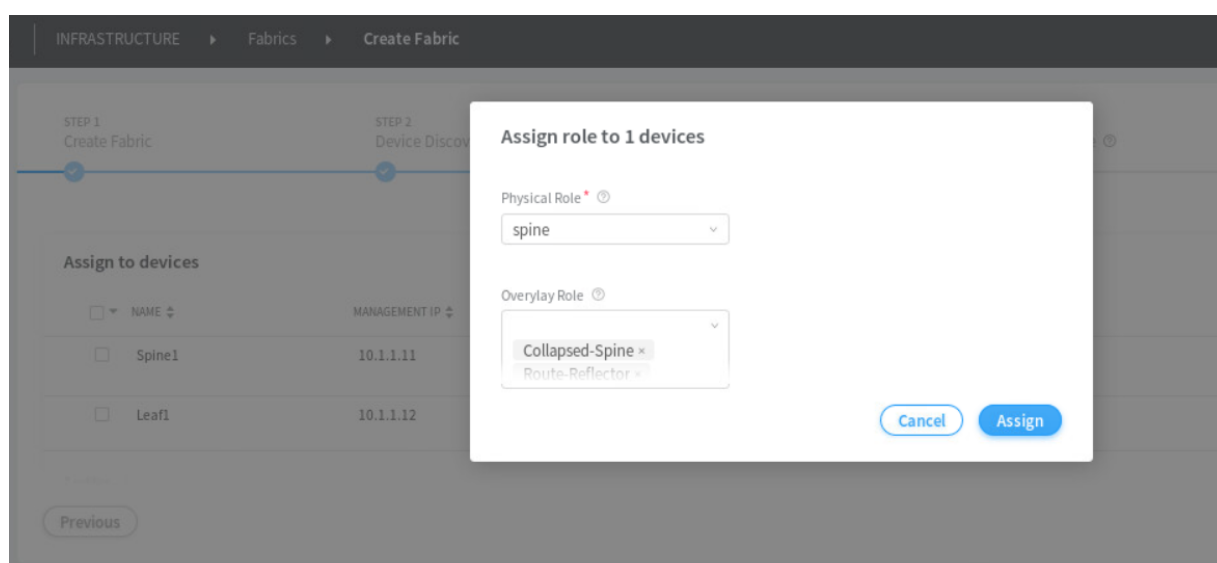 INFRASTRUCTURE ▸ Fabrics ▸ Create Fabric
STEP 1
Create Fabric
STEP 2
Device Discov
Assign role to 1 devices
Physical Role*
spine
Overylay Role
Collapsed-Spine ×
Route-Reflector ×
Cancel
Assign
Assign to devices
NAME MANAGEMENT IP
Spine1 10.1.1.11
Leaf1 10.1.1.12
Previous